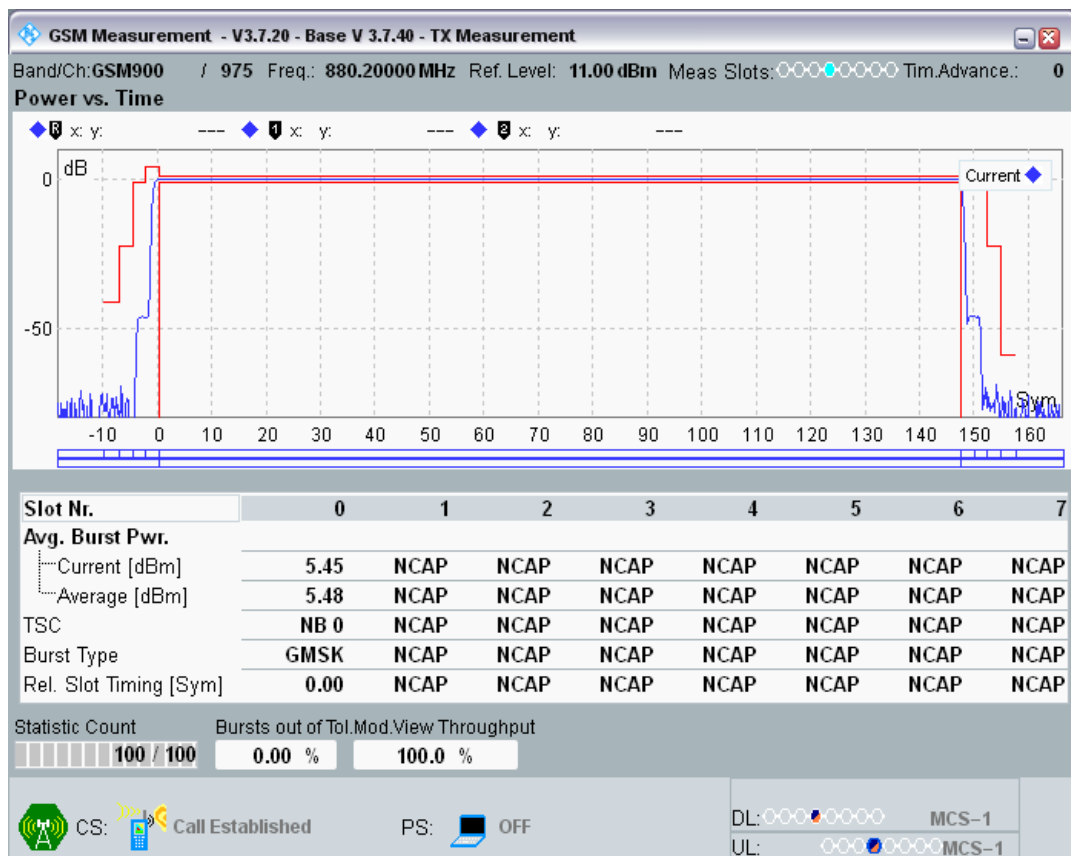 GSM Measurement - V3.7.20 - Base V 3.7.40 - TX Measurement
Band/Ch:GSM900 / 975 Freq.: 880.20000 MHz Ref. Level: 11.00 dBm Meas Slots: Tim.Advance.: 0
Power vs. Time
R x: y: --- 1 x: y: --- 2 x: y: ---
dB
Current
0
-50
Sym
-10 0 10 20 30 40 50 60 70 80 90 100 110 120 130 140 150 160
Slot Nr. 0 1 2 3 4 5 6 7
Avg. Burst Pwr.
Current [dBm] 5.45 NCAP NCAP NCAP NCAP NCAP NCAP NCAP
Average [dBm] 5.48 NCAP NCAP NCAP NCAP NCAP NCAP NCAP
TSC NB 0 NCAP NCAP NCAP NCAP NCAP NCAP NCAP
Burst Type GMSK NCAP NCAP NCAP NCAP NCAP NCAP NCAP
Rel. Slot Timing [Sym] 0.00 NCAP NCAP NCAP NCAP NCAP NCAP NCAP
Statistic Count Bursts out of Tol.Mod.View Throughput
100 / 100 0.00 % 100.0 %
CS: Call Established PS: OFF
DL: MCS-1
UL: MCS-1